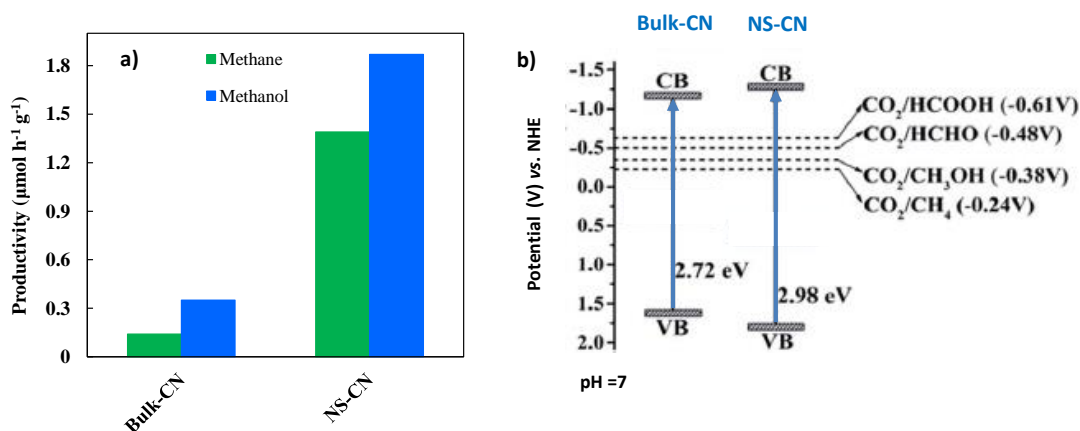 a)
Methane
Methanol
Productivity (µmol h⁻¹ g⁻¹)
1.8
1.5
1.2
0.9
0.6
0.3
0
Bulk-CN
NS-CN
b)
Bulk-CN
NS-CN
Potential (V) vs. NHE
-1.5
-1.0
-0.5
0.0
0.5
1.0
1.5
2.0
CB
CB
2.72 eV
2.98 eV
VB
VB
CO₂/HCOOH (-0.61V)
CO₂/HCHO (-0.48V)
CO₂/CH₃OH (-0.38V)
CO₂/CH₄ (-0.24V)
pH =7